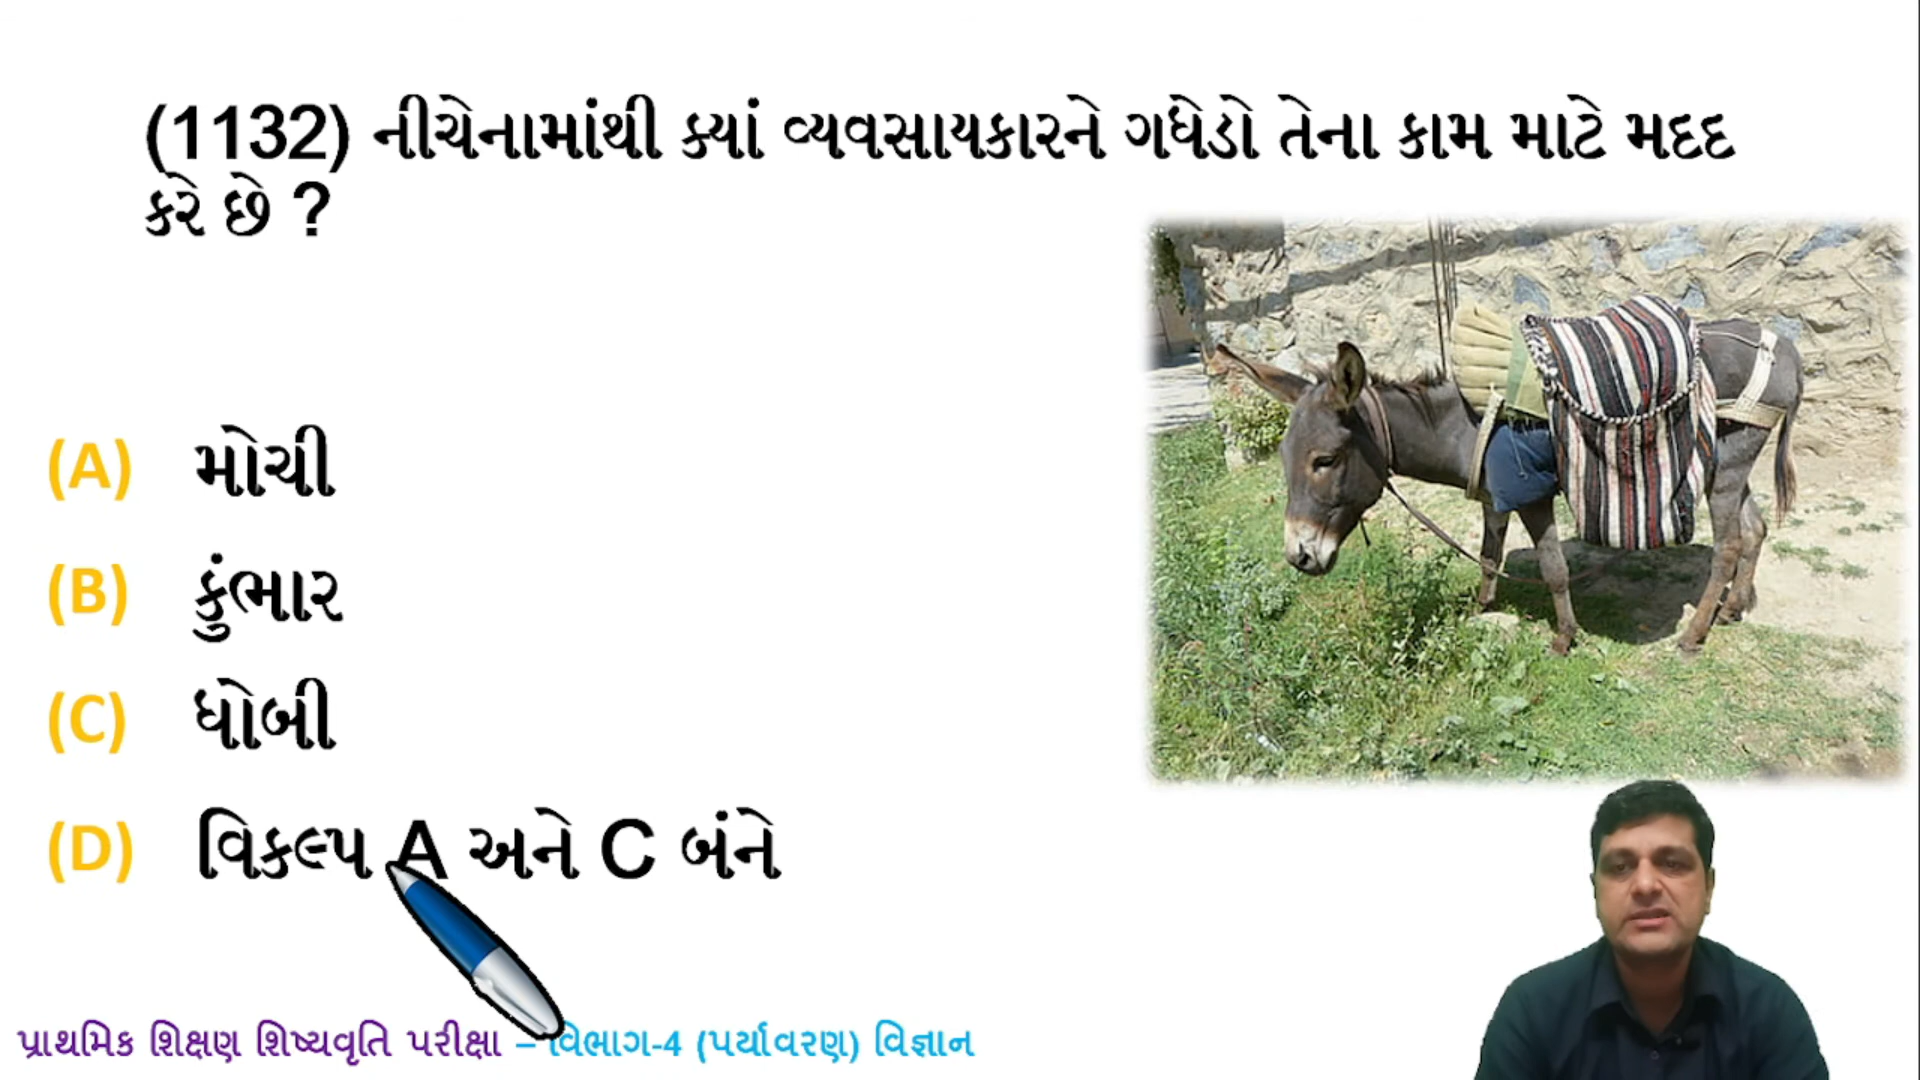 (1132) નીચેનામાંથી ક્યાં વ્યવસાયકારને ગધેડો તેના કામ માટે મદદ
કરે છે ?
(A) મોચી
(B) કુંભાર
(C) ધોબી
(D) વિકલ્પ A અને C બંને
પ્રાથમિક શિક્ષણ શિષ્યવૃતિ પરીક્ષા – વિભાગ-4 (પર્યાવરણ) વિજ્ઞાન